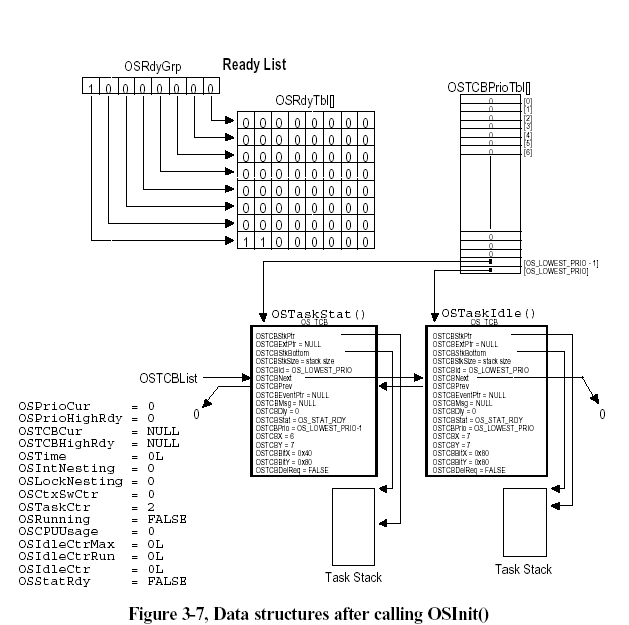 OSRdyGrp
Ready List
1 0 0 0 0 0 0 0
OSRdyTbl[]
0 0 0 0 0 0 0 0
0 0 0 0 0 0 0 0
0 0 0 0 0 0 0 0
0 0 0 0 0 0 0 0
0 0 0 0 0 0 0 0
0 0 0 0 0 0 0 0
0 0 0 0 0 0 0 0
1 1 0 0 0 0 0 0
OSTCBPrioTbl[]
0 [0]
0 [1]
0 [2]
0 [3]
0 [4]
0 [5]
0 [6]
0
0
0
[OS_LOWEST_PRIO - 1]
[OS_LOWEST_PRIO]
OSTaskStat()
OS_TCB
OSTCBStkPtr
OSTCBExtPtr = NULL
OSTCBStkBottom
OSTCBStkSize = stack size
OSTCBId = OS_LOWEST_PRIO
OSTCBNext
OSTCBPrev
OSTCBEventPtr = NULL
OSTCBMsg = NULL
OSTCBDly = 0
OSTCBStat = OS_STAT_RDY
OSTCBPrio = OS_LOWEST_PRIO-1
OSTCBX = 6
OSTCBY = 7
OSTCBBitX = 0x40
OSTCBBitY = 0x80
OSTCBDelReq = FALSE
OSTaskIdle()
OS_TCB
OSTCBStkPtr
OSTCBExtPtr = NULL
OSTCBStkBottom
OSTCBStkSize = stack size
OSTCBId = OS_LOWEST_PRIO
OSTCBNext
OSTCBPrev
OSTCBEventPtr = NULL
OSTCBMsg = NULL
OSTCBDly = 0
OSTCBStat = OS_STAT_RDY
OSTCBPrio = OS_LOWEST_PRIO
OSTCBX = 7
OSTCBY = 7
OSTCBBitX = 0x80
OSTCBBitY = 0x80
OSTCBDelReq = FALSE
OSTCBList
0
0
OSPrioCur = 0
OSPrioHighRdy = 0
OSTCBCur = NULL
OSTCBHighRdy = NULL
OSTime = 0L
OSIntNesting = 0
OSLockNesting = 0
OSCtxSwCtr = 0
OSTaskCtr = 2
OSRunning = FALSE
OSCPUUsage = 0
OSIdleCtrMax = 0L
OSIdleCtrRun = 0L
OSIdleCtr = 0L
OSStatRdy = FALSE
Task Stack
Task Stack
Figure 3-7, Data structures after calling OSInit()